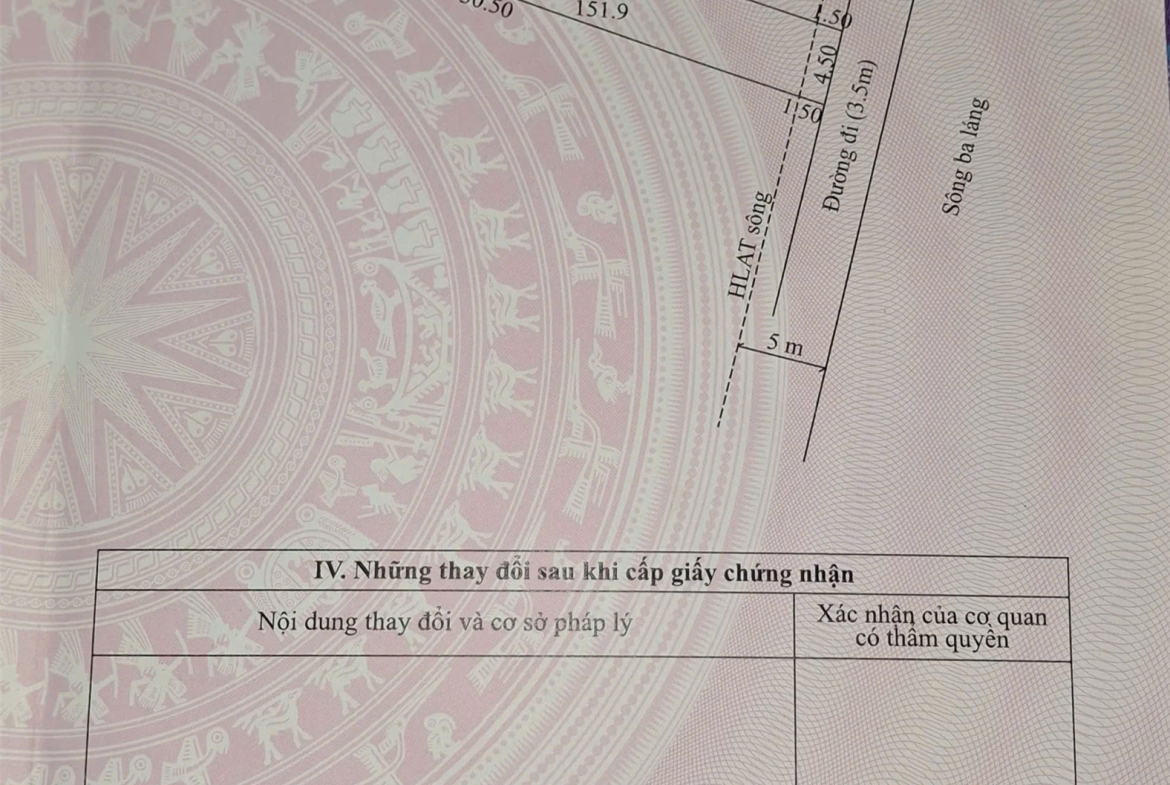 151.9
1.50
4.50
1.50
Đường đi (3.5m)
Sông ba láng
HLAT sông
5 m
IV. Những thay đổi sau khi cấp giấy chứng nhận
Nội dung thay đổi và cơ sở pháp lý
Xác nhận của cơ quan
có thẩm quyền